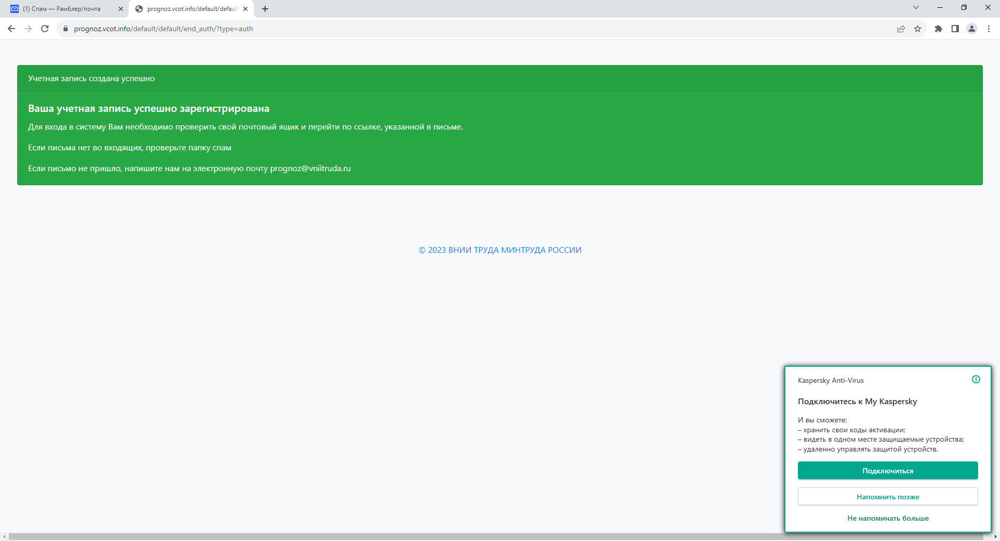 (1) Спам — Рамблер/почта
prognoz.vcot.info/default/defaul
prognoz.vcot.info/default/default/end_auth/?type=auth
Учетная запись создана успешно
Ваша учетная запись успешно зарегистрирована
Для входа в систему Вам необходимо проверить свой почтовый ящик и перейти по ссылке, указанной в письме.
Если письма нет во входящих, проверьте папку спам
Если письмо не пришло, напишите нам на электронную почту prognoz@vniitruda.ru
© 2023 ВНИИ ТРУДА МИНТРУДА РОССИИ
Kaspersky Anti-Virus
Подключитесь к My Kaspersky
И вы сможете:
– хранить свои коды активации;
– видеть в одном месте защищаемые устройства;
– удаленно управлять защитой устройств.
Подключиться
Напомнить позже
Не напоминать больше